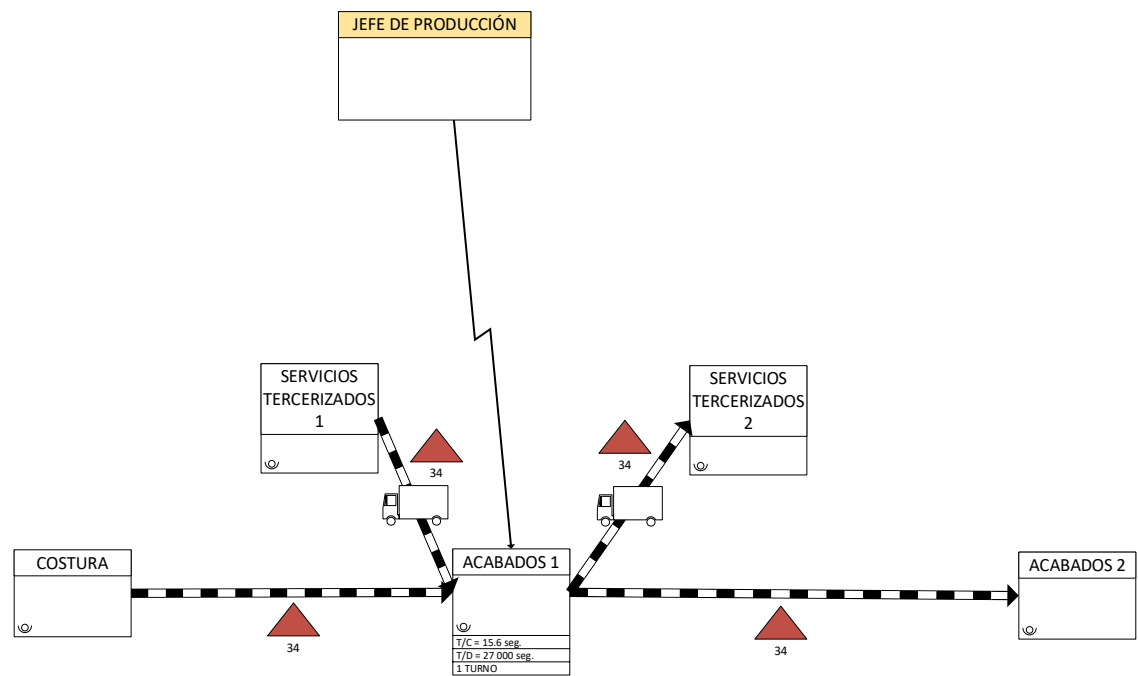 JEFE DE PRODUCCIÓN
SERVICIOS
TERCERIZADOS
1
SERVICIOS
TERCERIZADOS
2
34
34
COSTURA
ACABADOS 1
ACABADOS 2
34
34
T/C = 15.6 seg.
T/D = 27 000 seg.
1 TURNO